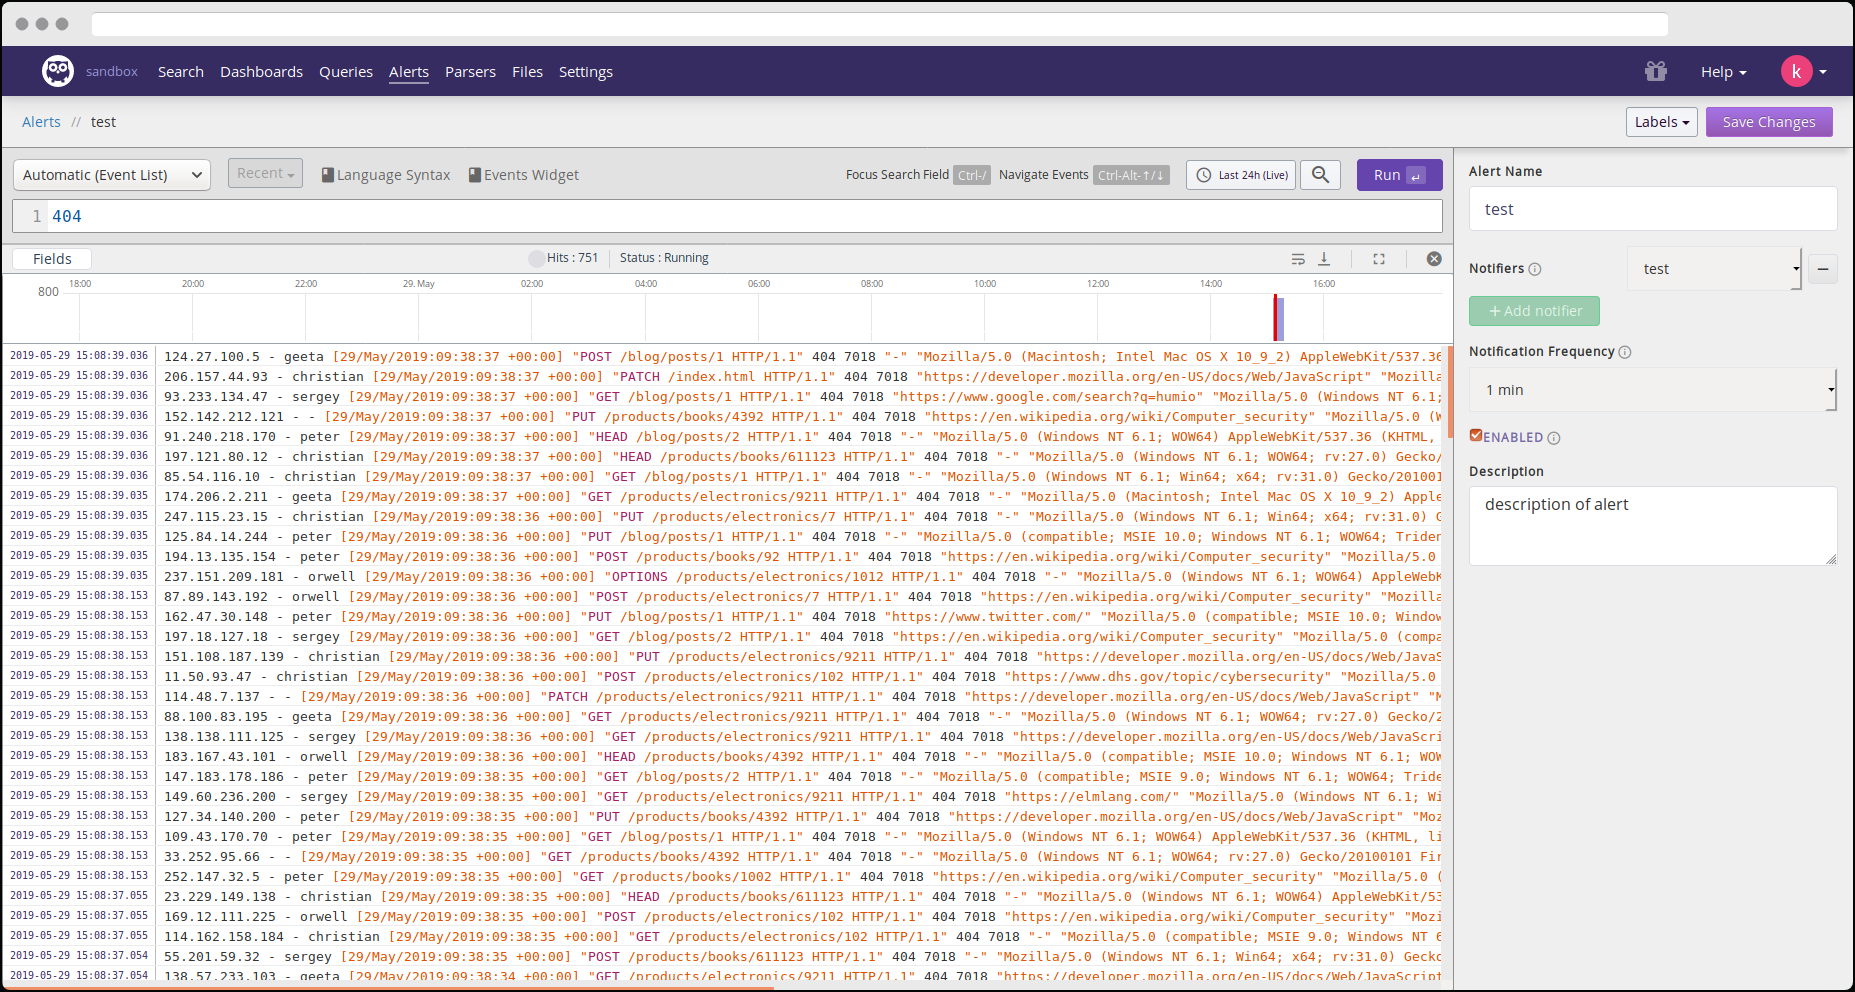 sandbox Search Dashboards Queries Alerts Parsers Files Settings Help k
Alerts // test Labels Save Changes
Automatic (Event List) Recent Language Syntax Events Widget Focus Search Field Ctrl-/ Navigate Events Ctrl-Alt-↑/↓ Last 24h (Live) Run
1 404
Fields Hits : 751 Status : Running
18:00 20:00 22:00 29. May 02:00 04:00 06:00 08:00 10:00 12:00 14:00 16:00
800
2019-05-29 15:08:39.036 124.27.100.5 - geeta [29/May/2019:09:38:37 +00:00] "POST /blog/posts/1 HTTP/1.1" 404 7018 "-" "Mozilla/5.0 (Macintosh; Intel Mac OS X 10_9_2) AppleWebKit/537.36
2019-05-29 15:08:39.036 206.157.44.93 - christian [29/May/2019:09:38:37 +00:00] "PATCH /index.html HTTP/1.1" 404 7018 "https://developer.mozilla.org/en-US/docs/Web/JavaScript" "Mozilla
2019-05-29 15:08:39.036 93.233.134.47 - sergey [29/May/2019:09:38:37 +00:00] "GET /blog/posts/1 HTTP/1.1" 404 7018 "https://www.google.com/search?q=humio" "Mozilla/5.0 (Windows NT 6.1;
2019-05-29 15:08:39.036 152.142.212.121 - - [29/May/2019:09:38:37 +00:00] "PUT /products/books/4392 HTTP/1.1" 404 7018 "https://en.wikipedia.org/wiki/Computer_security" "Mozilla/5.0 (W
2019-05-29 15:08:39.036 91.240.218.170 - peter [29/May/2019:09:38:37 +00:00] "HEAD /blog/posts/2 HTTP/1.1" 404 7018 "-" "Mozilla/5.0 (Windows NT 6.1; WOW64) AppleWebKit/537.36 (KHTML,
2019-05-29 15:08:39.036 197.121.80.12 - christian [29/May/2019:09:38:37 +00:00] "HEAD /products/books/611123 HTTP/1.1" 404 7018 "-" "Mozilla/5.0 (Windows NT 6.1; WOW64; rv:27.0) Gecko/
2019-05-29 15:08:39.036 85.54.116.10 - christian [29/May/2019:09:38:37 +00:00] "GET /blog/posts/1 HTTP/1.1" 404 7018 "-" "Mozilla/5.0 (Windows NT 6.1; Win64; x64; rv:31.0) Gecko/201001
2019-05-29 15:08:39.035 174.206.2.211 - geeta [29/May/2019:09:38:37 +00:00] "GET /products/electronics/9211 HTTP/1.1" 404 7018 "-" "Mozilla/5.0 (Macintosh; Intel Mac OS X 10_9_2) Apple
2019-05-29 15:08:39.035 247.115.23.15 - christian [29/May/2019:09:38:36 +00:00] "PUT /products/electronics/7 HTTP/1.1" 404 7018 "-" "Mozilla/5.0 (Windows NT 6.1; Win64; x64; rv:31.0) G
2019-05-29 15:08:39.035 125.84.14.244 - peter [29/May/2019:09:38:36 +00:00] "PUT /blog/posts/1 HTTP/1.1" 404 7018 "-" "Mozilla/5.0 (compatible; MSIE 10.0; Windows NT 6.1; WOW64; Triden
2019-05-29 15:08:39.035 194.13.135.154 - peter [29/May/2019:09:38:36 +00:00] "POST /products/books/92 HTTP/1.1" 404 7018 "https://en.wikipedia.org/wiki/Computer_security" "Mozilla/5.0
2019-05-29 15:08:39.035 237.151.209.181 - orwell [29/May/2019:09:38:36 +00:00] "OPTIONS /products/electronics/1012 HTTP/1.1" 404 7018 "-" "Mozilla/5.0 (Windows NT 6.1; WOW64) AppleWebK
2019-05-29 15:08:38.153 87.89.143.192 - orwell [29/May/2019:09:38:36 +00:00] "POST /products/electronics/7 HTTP/1.1" 404 7018 "https://en.wikipedia.org/wiki/Computer_security" "Mozilla
2019-05-29 15:08:38.153 162.47.30.148 - peter [29/May/2019:09:38:36 +00:00] "PUT /blog/posts/1 HTTP/1.1" 404 7018 "https://www.twitter.com/" "Mozilla/5.0 (compatible; MSIE 10.0; Window
2019-05-29 15:08:38.153 197.18.127.18 - sergey [29/May/2019:09:38:36 +00:00] "GET /blog/posts/2 HTTP/1.1" 404 7018 "https://en.wikipedia.org/wiki/Computer_security" "Mozilla/5.0 (compa
2019-05-29 15:08:38.153 151.108.187.139 - christian [29/May/2019:09:38:36 +00:00] "PUT /products/electronics/9211 HTTP/1.1" 404 7018 "https://developer.mozilla.org/en-US/docs/Web/JavaS
2019-05-29 15:08:38.153 11.50.93.47 - christian [29/May/2019:09:38:36 +00:00] "POST /products/electronics/102 HTTP/1.1" 404 7018 "https://www.dhs.gov/topic/cybersecurity" "Mozilla/5.0
2019-05-29 15:08:38.153 114.48.7.137 - - [29/May/2019:09:38:36 +00:00] "PATCH /products/electronics/9211 HTTP/1.1" 404 7018 "https://developer.mozilla.org/en-US/docs/Web/JavaScript" "M
2019-05-29 15:08:38.153 88.100.83.195 - geeta [29/May/2019:09:38:36 +00:00] "GET /products/electronics/9211 HTTP/1.1" 404 7018 "-" "Mozilla/5.0 (Windows NT 6.1; WOW64; rv:27.0) Gecko/2
2019-05-29 15:08:38.153 138.138.111.125 - sergey [29/May/2019:09:38:36 +00:00] "GET /products/electronics/9211 HTTP/1.1" 404 7018 "https://developer.mozilla.org/en-US/docs/Web/JavaScri
2019-05-29 15:08:38.153 183.167.43.101 - orwell [29/May/2019:09:38:36 +00:00] "HEAD /products/books/4392 HTTP/1.1" 404 7018 "-" "Mozilla/5.0 (compatible; MSIE 10.0; Windows NT 6.1; WOW
2019-05-29 15:08:38.153 147.183.178.186 - peter [29/May/2019:09:38:35 +00:00] "GET /blog/posts/2 HTTP/1.1" 404 7018 "-" "Mozilla/5.0 (compatible; MSIE 9.0; Windows NT 6.1; WOW64; Tride
2019-05-29 15:08:38.153 149.60.236.200 - sergey [29/May/2019:09:38:35 +00:00] "GET /products/electronics/9211 HTTP/1.1" 404 7018 "https://elmlang.com/" "Mozilla/5.0 (Windows NT 6.1; Wi
2019-05-29 15:08:38.153 127.34.140.200 - peter [29/May/2019:09:38:35 +00:00] "PUT /products/books/4392 HTTP/1.1" 404 7018 "https://developer.mozilla.org/en-US/docs/Web/JavaScript" "Moz
2019-05-29 15:08:38.153 109.43.170.70 - peter [29/May/2019:09:38:35 +00:00] "GET /blog/posts/1 HTTP/1.1" 404 7018 "-" "Mozilla/5.0 (Windows NT 6.1; WOW64) AppleWebKit/537.36 (KHTML, li
2019-05-29 15:08:38.153 33.252.95.66 - - [29/May/2019:09:38:35 +00:00] "GET /products/books/4392 HTTP/1.1" 404 7018 "-" "Mozilla/5.0 (Windows NT 6.1; WOW64; rv:27.0) Gecko/20100101 Fir
2019-05-29 15:08:38.153 252.147.32.5 - peter [29/May/2019:09:38:35 +00:00] "GET /products/books/1002 HTTP/1.1" 404 7018 "https://en.wikipedia.org/wiki/Computer_security" "Mozilla/5.0 (
2019-05-29 15:08:37.055 23.229.149.138 - christian [29/May/2019:09:38:35 +00:00] "HEAD /products/books/611123 HTTP/1.1" 404 7018 "-" "Mozilla/5.0 (Windows NT 6.1; WOW64) AppleWebKit/53
2019-05-29 15:08:37.055 169.12.111.225 - orwell [29/May/2019:09:38:35 +00:00] "POST /products/electronics/102 HTTP/1.1" 404 7018 "https://en.wikipedia.org/wiki/Computer_security" "Mozi
2019-05-29 15:08:37.055 114.162.158.184 - christian [29/May/2019:09:38:35 +00:00] "GET /products/electronics/102 HTTP/1.1" 404 7018 "-" "Mozilla/5.0 (compatible; MSIE 9.0; Windows NT 6
2019-05-29 15:08:37.054 55.201.59.32 - sergey [29/May/2019:09:38:35 +00:00] "POST /products/books/611123 HTTP/1.1" 404 7018 "-" "Mozilla/5.0 (Windows NT 6.1; Win64; x64; rv:31.0) Gecko
2019-05-29 15:08:37.054 138.57.233.103 - geeta [29/May/2019:09:38:34 +00:00] "GET /products/electronics/9211 HTTP/1.1" 404 7018 "https://developer.mozilla.org/en-US/docs/Web/JavaScript
Alert Name
test
Notifiers test
+ Add notifier
Notification Frequency
1 min
ENABLED
Description
description of alert